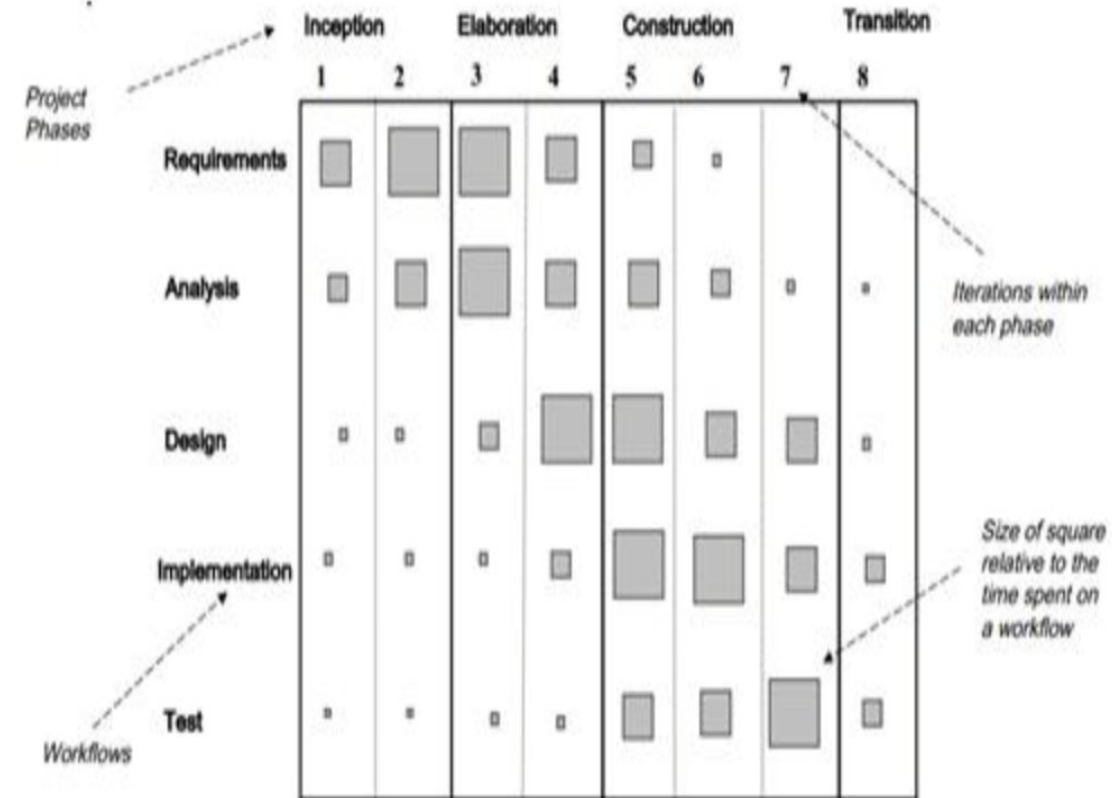 Inception Elaboration Construction Transition
1 2 3 4 5 6 7 8
Project
Phases
Requirements
Analysis
Iterations within
each phase
Design
Size of square
relative to the
time spent on
a workflow
Implementation
Test
Workflows